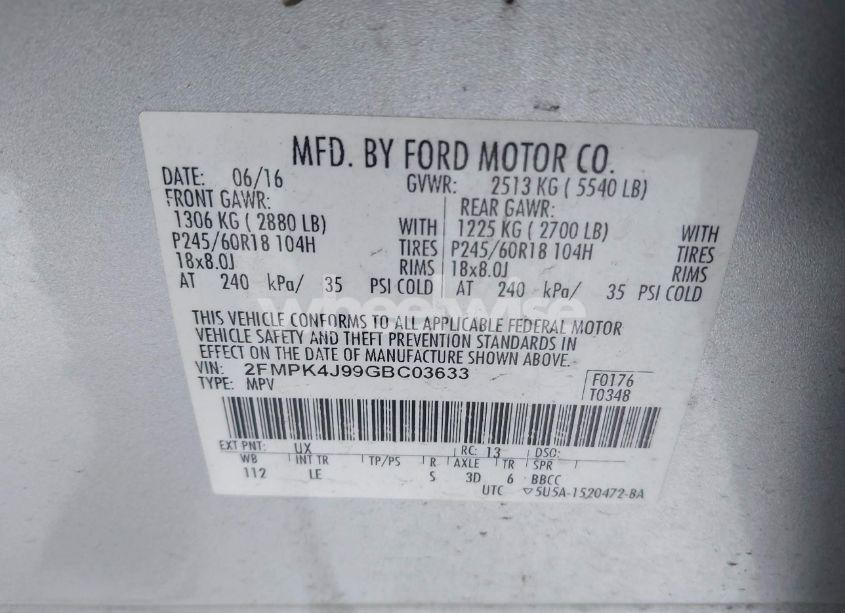 MFD. BY FORD MOTOR CO.
DATE: 06/16 GVWR: 2513 KG ( 5540 LB)
FRONT GAWR: REAR GAWR:
1306 KG ( 2880 LB) WITH 1225 KG ( 2700 LB) WITH
P245/60R18 104H TIRES P245/60R18 104H TIRES
18x8.0J RIMS 18x8.0J RIMS
AT 240 kPa/ 35 PSI COLD AT 240 kPa/ 35 PSI COLD
wheelwise
THIS VEHICLE CONFORMS TO ALL APPLICABLE FEDERAL MOTOR
VEHICLE SAFETY AND THEFT PREVENTION STANDARDS IN
EFFECT ON THE DATE OF MANUFACTURE SHOWN ABOVE.
VIN: 2FMPK4J99GBC03633
TYPE: MPV
F0176
T0348
EXT PNT: UX RC: 13 DSO:
WB INT TR TP/PS R AXLE TR SPR
112 LE S 3D 6 BBCC
UTC ▽5U5A-1520472-BA